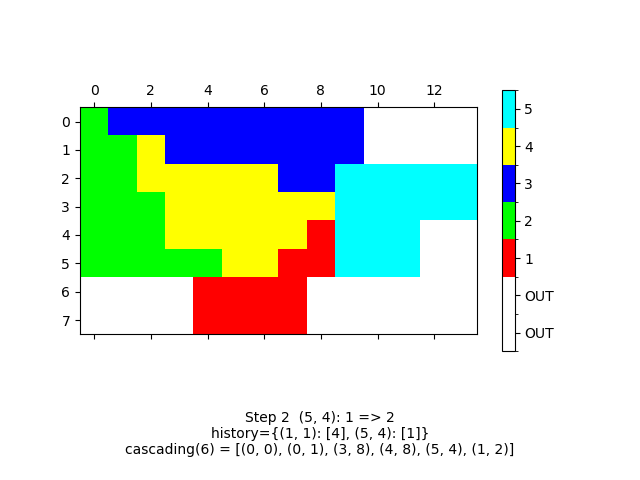 0 2 4 6 8 10 12
0
1
2
3
4
5
6
7
5
4
3
2
1
OUT
OUT
Step 2  (5, 4): 1 => 2
history={(1, 1): [4], (5, 4): [1]}
cascading(6) = [(0, 0), (0, 1), (3, 8), (4, 8), (5, 4), (1, 2)]